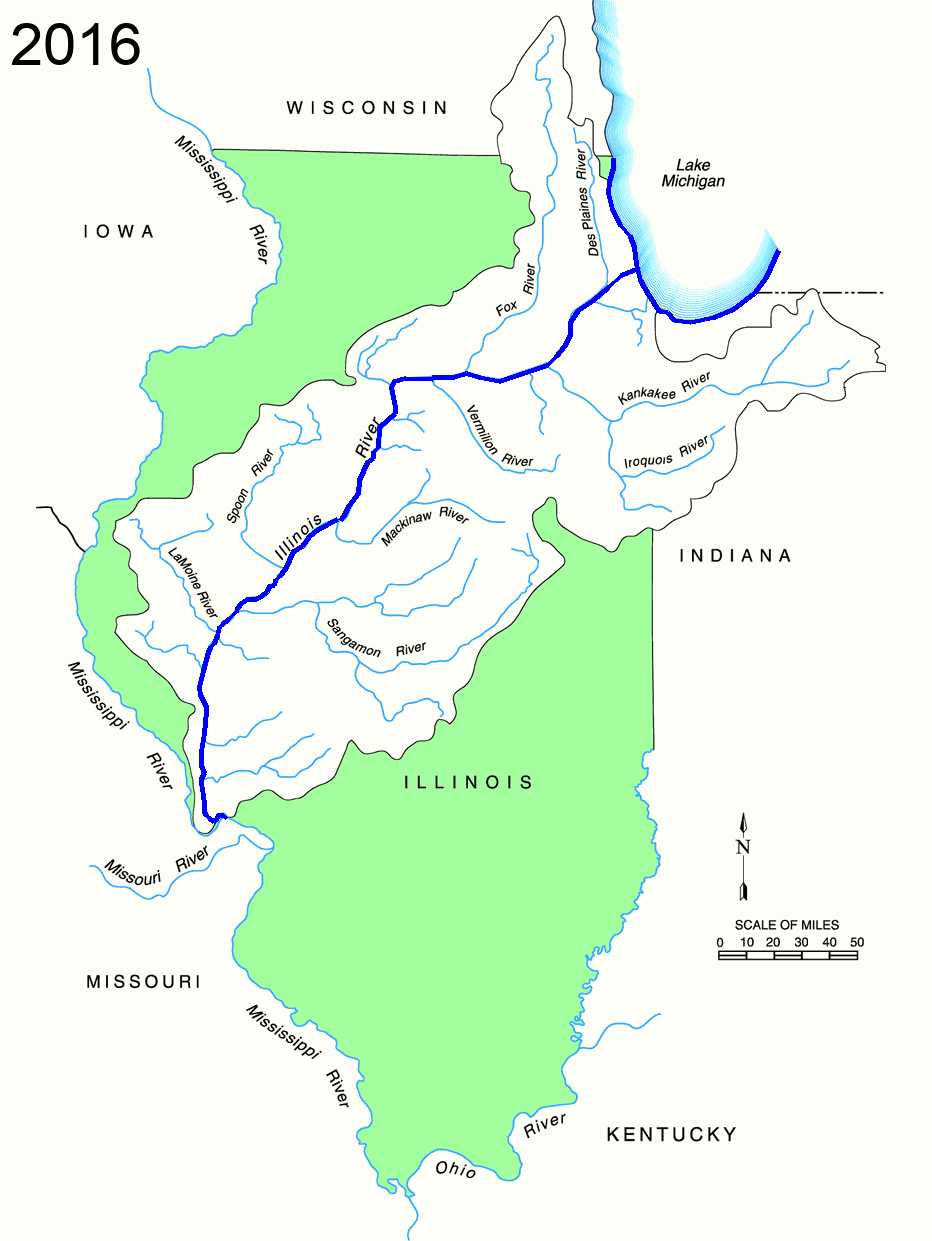 2016
WISCONSIN
Mississippi
River
IOWA
Lake
Michigan
Des Plaines River
Fox
River
Kankakee River
Iroquois River
Vermilion River
Illinois
River
Spoon
River
Mackinaw River
LaMoine River
Sangamon River
INDIANA
Mississippi
River
ILLINOIS
Missouri River
N
SCALE OF MILES
0 10 20 30 40 50
MISSOURI
Mississippi
River
Ohio
River
KENTUCKY